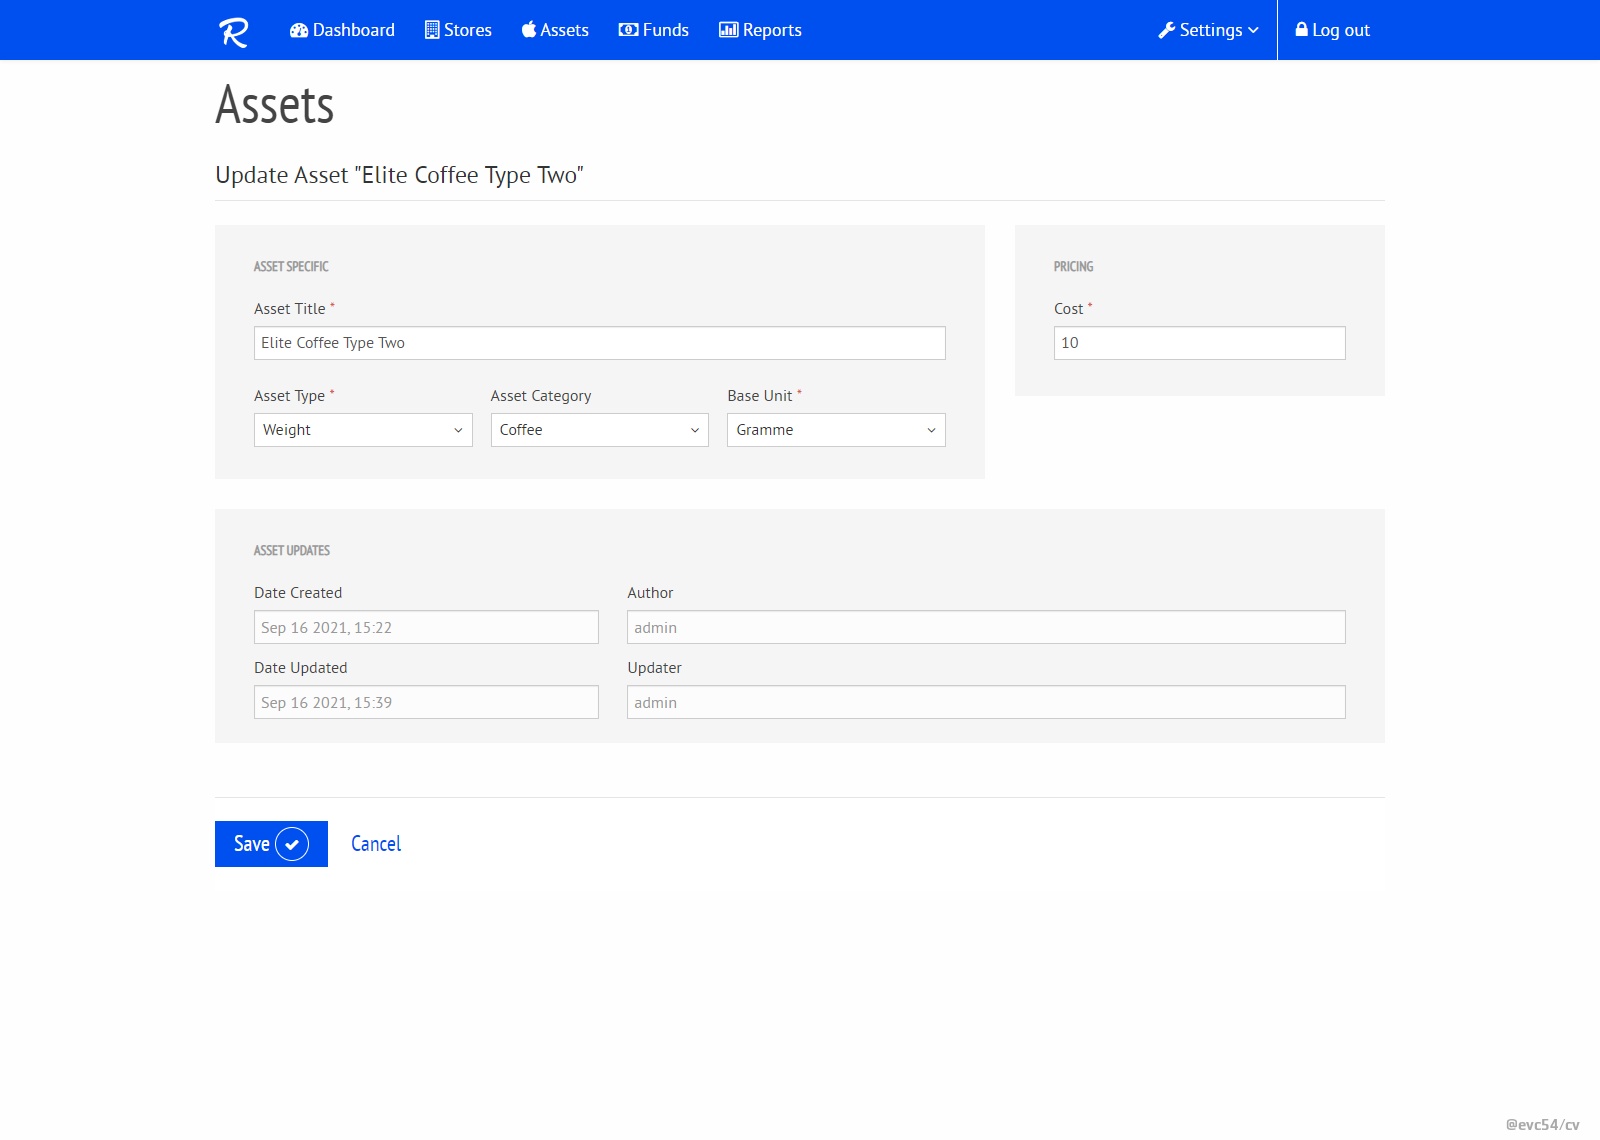 R Dashboard Stores Assets Funds Reports Settings Log out
Assets
Update Asset "Elite Coffee Type Two"
ASSET SPECIFIC
Asset Title *
Elite Coffee Type Two
Asset Type * Asset Category Base Unit *
Weight Coffee Gramme
PRICING
Cost *
10
ASSET UPDATES
Date Created Author
Sep 16 2021, 15:22 admin
Date Updated Updater
Sep 16 2021, 15:39 admin
Save Cancel
@evc54/cv